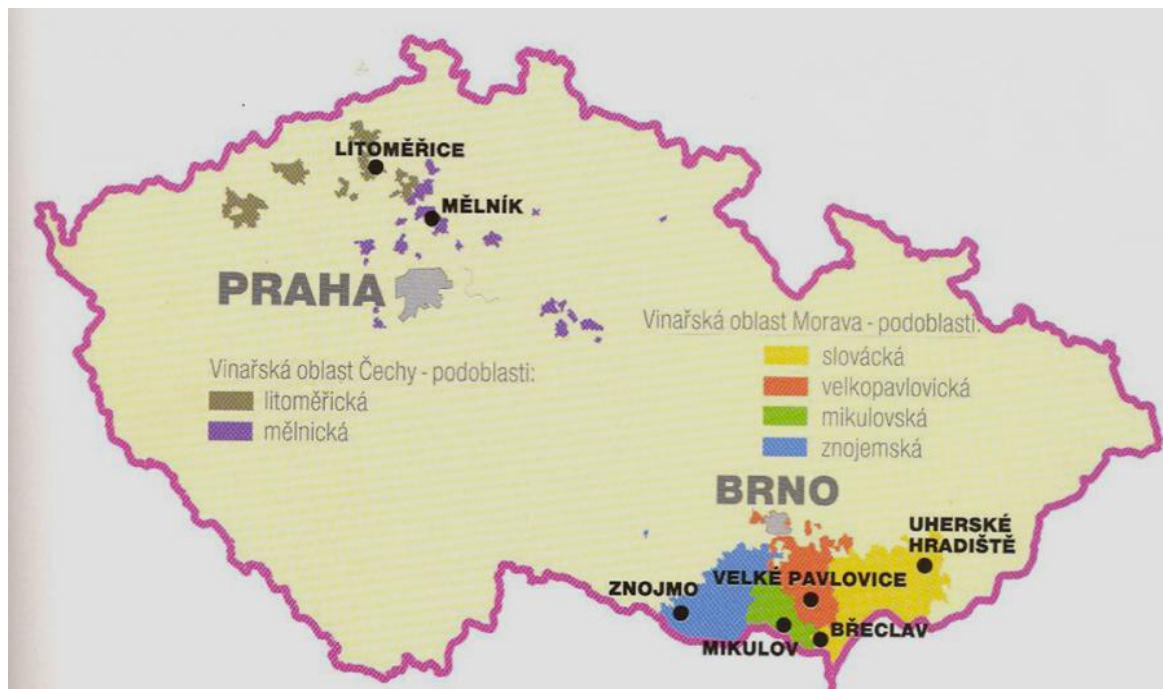 LITOMĚŘICE
MĚLNÍK
PRAHA
Vinařská oblast Morava - podoblasti:
slovácká
velkopavlovická
mikulovská
znojemská
Vinařská oblast Čechy - podoblasti:
litoměřická
mělnická
BRNO
UHERSKÉ
HRADIŠTĚ
VELKÉ PAVLOVICE
ZNOJMO
BŘECLAV
MIKULOV